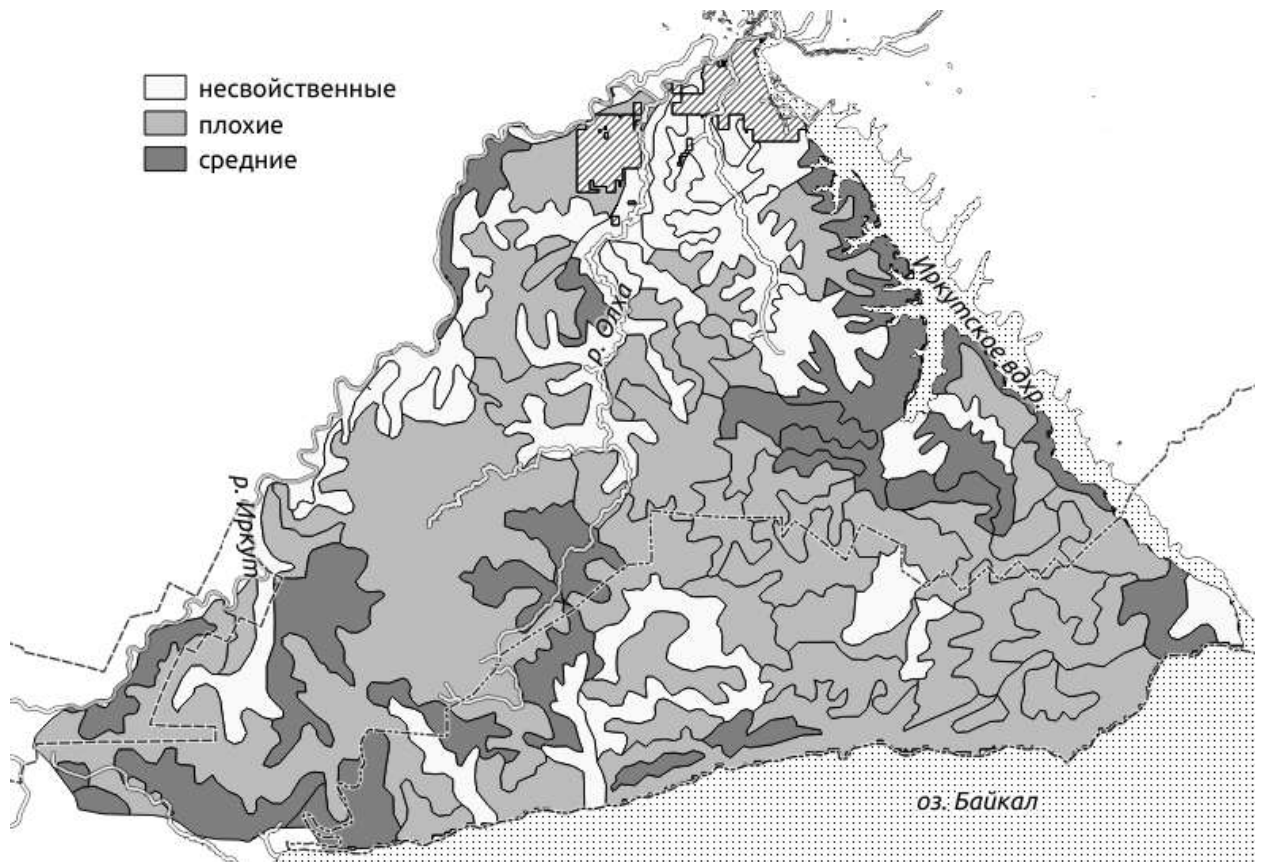 несвойственные
плохие
средние
Иркутское вдхр.
р. Олха
р. Иркут
оз. Байкал